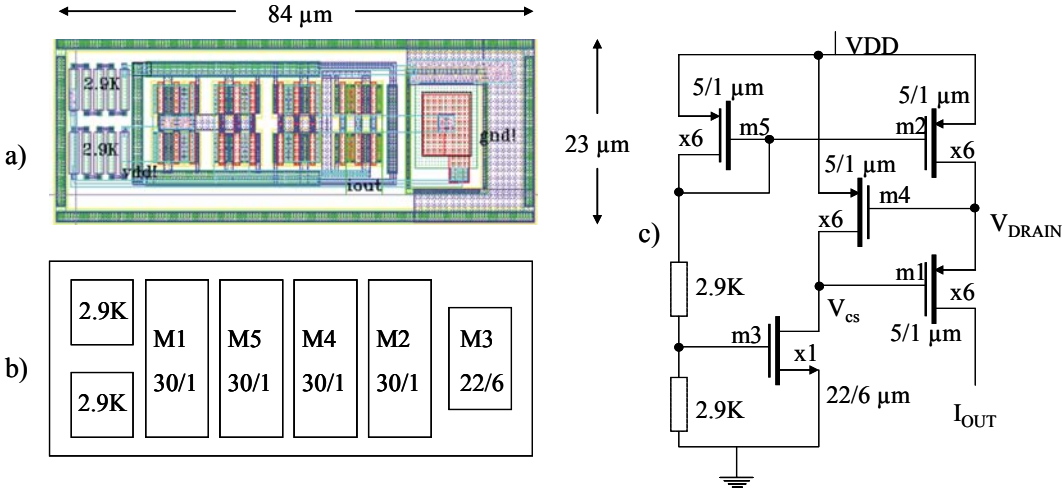 84 μm
a)
2.9K
2.9K
vdd!
iout
gnd!
23 μm
b)
2.9K
2.9K
M1
30/1
M5
30/1
M4
30/1
M2
30/1
M3
22/6
c)
VDD
5/1 μm
m5
x6
5/1 μm
m2
x6
5/1 μm
m4
x6
V_DRAIN
2.9K
m1
x6
V_cs
5/1 μm
m3
x1
22/6 μm
2.9K
I_OUT